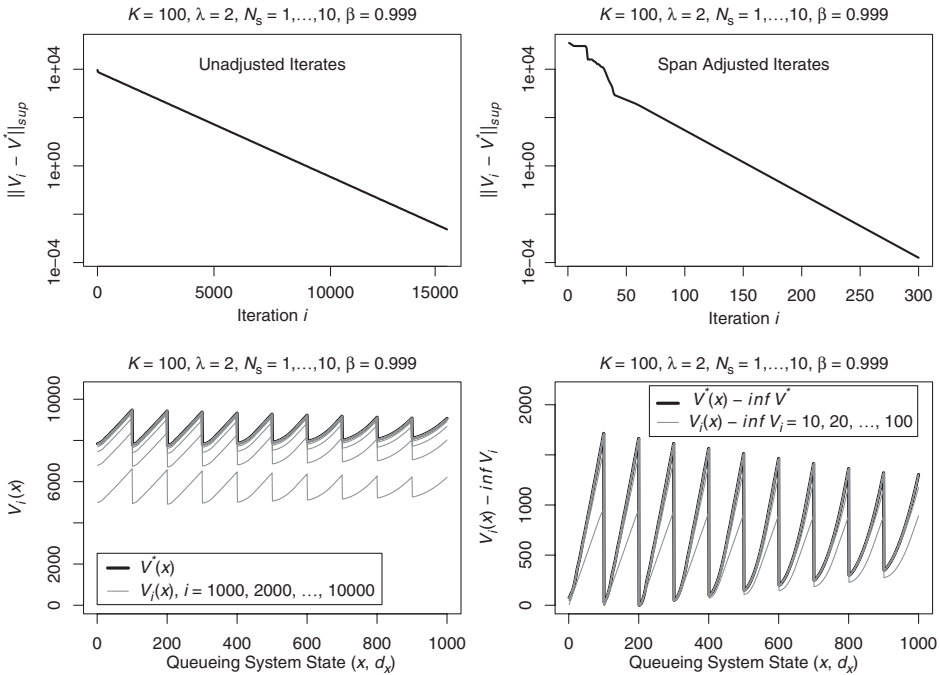 K = 100, λ = 2, Nₛ = 1,...,10, β = 0.999
1e+04
1e+00
1e−04
||Vᵢ − V*||ₛᵤₚ
Unadjusted Iterates
0
5000
10000
15000
Iteration i
K = 100, λ = 2, Nₛ = 1,...,10, β = 0.999
1e+04
1e+00
1e−04
||Vᵢ − V*||ₛᵤₚ
Span Adjusted Iterates
0
50
100
150
200
250
300
Iteration i
K = 100, λ = 2, Nₛ = 1,...,10, β = 0.999
10000
6000
4000
2000
0
Vᵢ(x)
V*(x)
Vᵢ(x), i = 1000, 2000, ..., 10000
0
200
400
600
800
1000
Queueing System State (x, dₓ)
K = 100, λ = 2, Nₛ = 1,...,10, β = 0.999
2000
1000
500
0
Vᵢ(x) − inf Vᵢ
V*(x) − inf V*
Vᵢ(x) − inf Vᵢ = 10, 20, ..., 100
0
200
400
600
800
1000
Queueing System State (x, dₓ)